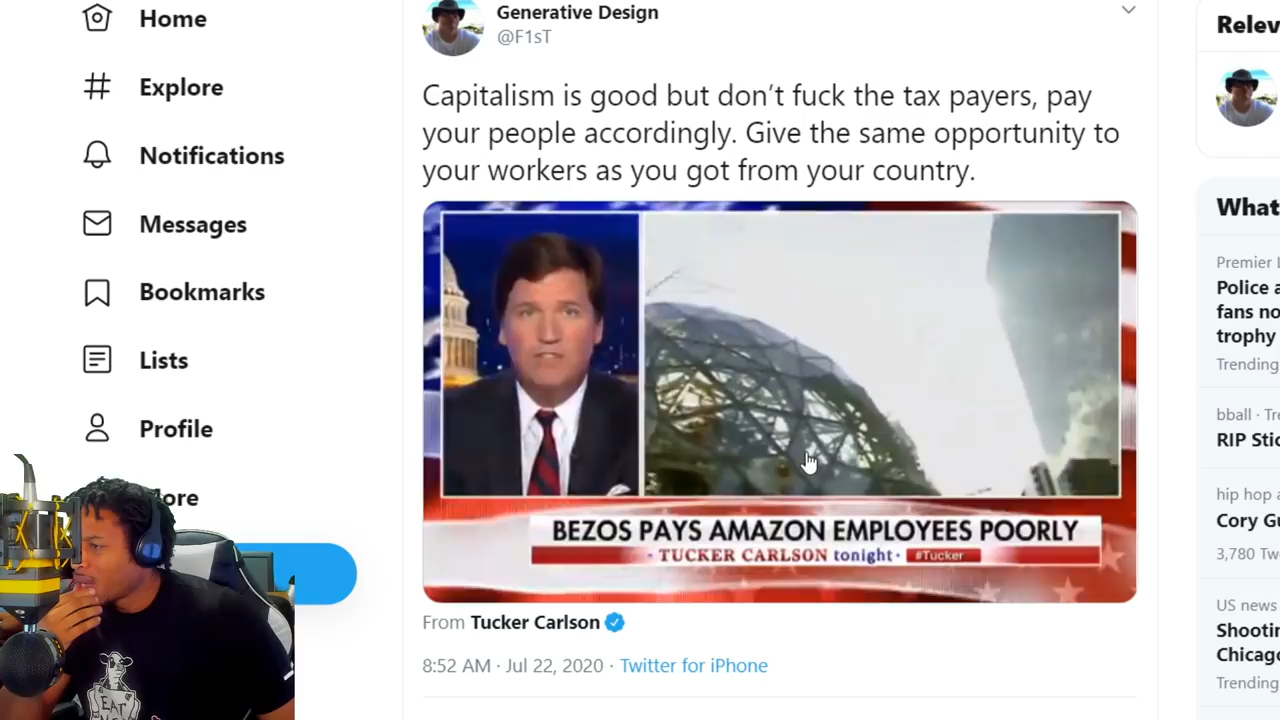 Home
Explore
Notifications
Messages
Bookmarks
Lists
Profile
Generative Design
@F1sT
Capitalism is good but don't fuck the tax payers, pay
your people accordingly. Give the same opportunity to
your workers as you got from your country.
BEZOS PAYS AMAZON EMPLOYEES POORLY
TUCKER CARLSON tonight · #Tucker
From Tucker Carlson
8:52 AM · Jul 22, 2020 · Twitter for iPhone
EAT
Relev
What
Premier L
Police a
fans no
trophy
Trending
bball · Tre
RIP Stic
Trending
hip hop a
Cory Gu
3,780 Tw
US news
Shootin
Chicago
Trending